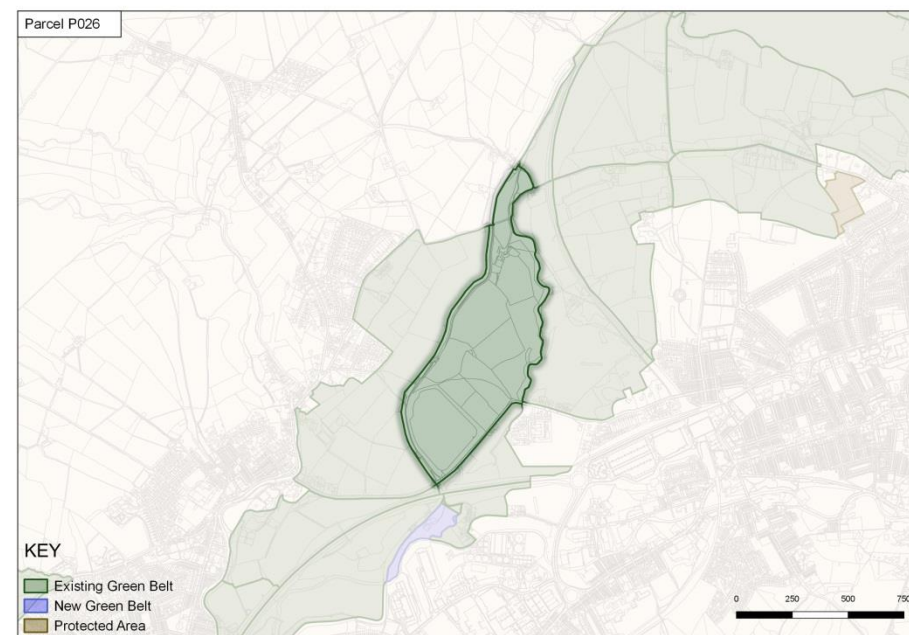 Parcel P026
KEY
Existing Green Belt
New Green Belt
Protected Area
0 250 500 750